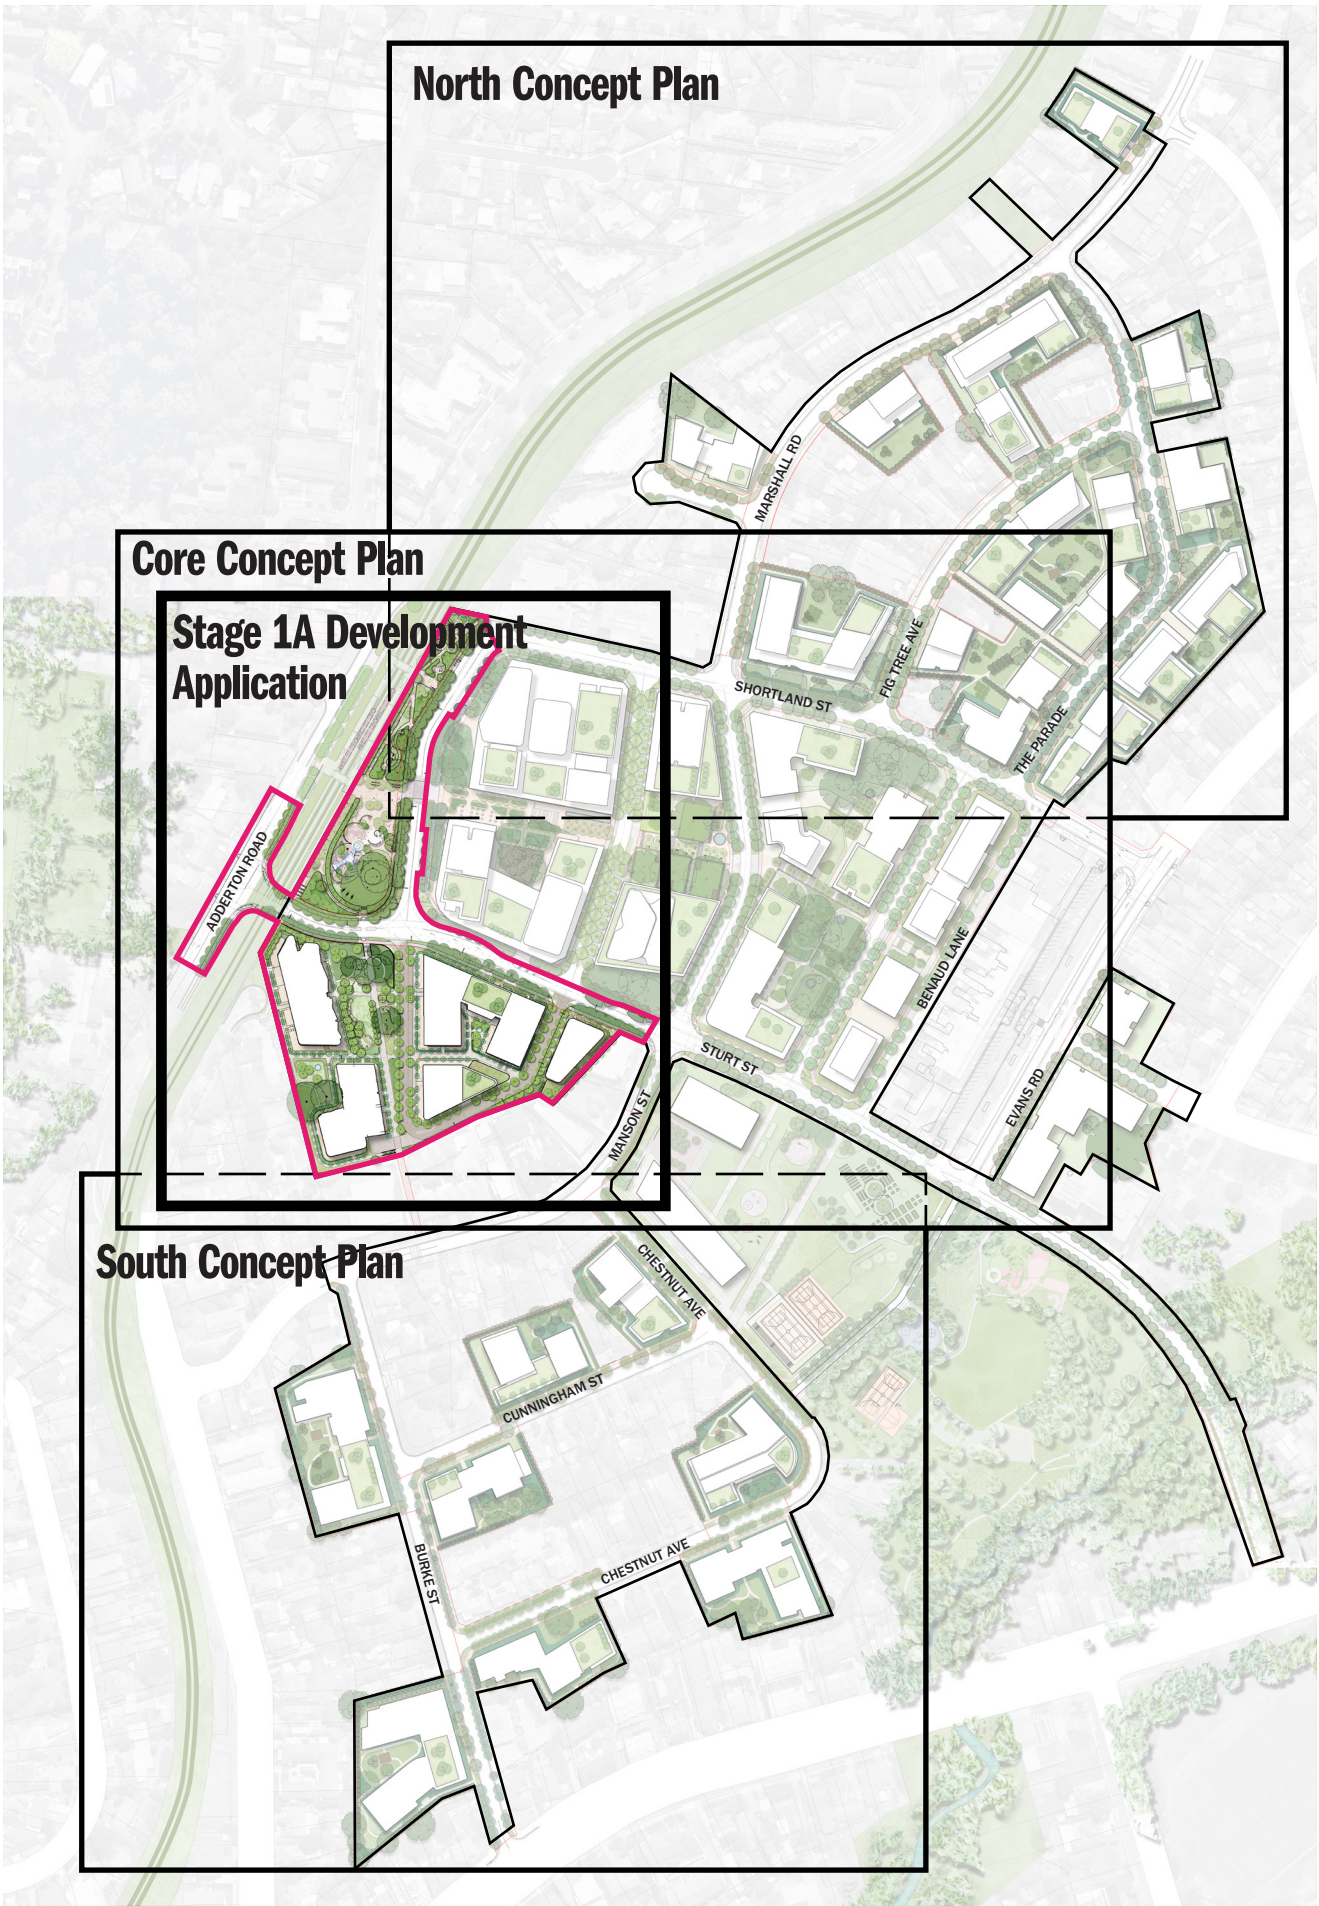 North Concept Plan
MARSHALL RD
Core Concept Plan
Stage 1A Development
Application
FIG TREE AVE
SHORTLAND ST
THE PARADE
ADDERTON ROAD
BENAUD LANE
STURT ST
EVANS RD
MANSON ST
South Concept Plan
CHESTNUT AVE
CUNNINGHAM ST
BURKE ST
CHESTNUT AVE